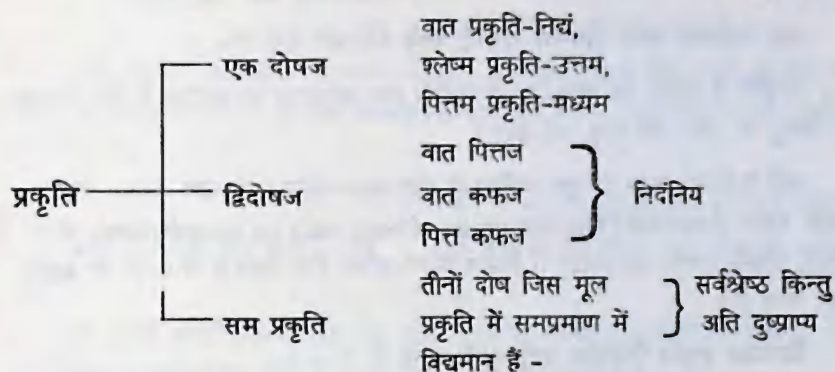 वात प्रकृति-निद्यं,
एक दोषज श्लेष्म प्रकृति-उत्तम,
पित्तम प्रकृति-मध्यम
वात पित्तज
प्रकृति द्विदोषज वात कफज निदंनिय
पित्त कफज
तीनों दोष जिस मूल सर्वश्रेष्ठ किन्तु
सम प्रकृति प्रकृति में समप्रमाण में अति दुष्प्राप्य
विद्यमान हैं -